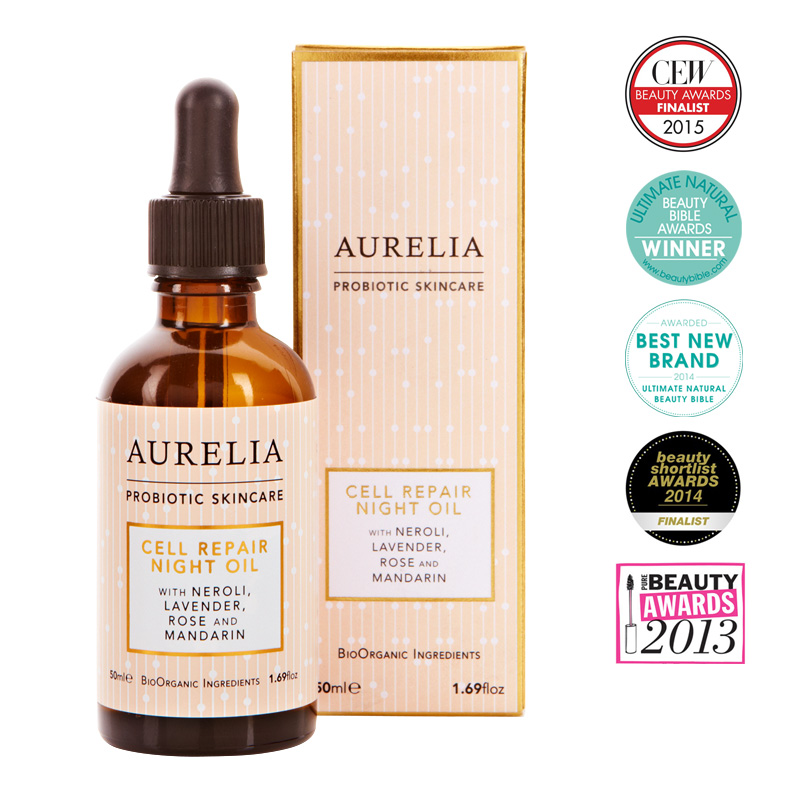 AURELIA
PROBIOTIC SKINCARE
CELL REPAIR
NIGHT OIL
WITH NEROLI,
LAVENDER,
ROSE AND
MANDARIN
50ml℮ BIOORGANIC INGREDIENTS 1.69floz
AURELIA
PROBIOTIC SKINCARE
CELL REPAIR
NIGHT OIL
WITH NEROLI,
LAVENDER,
ROSE AND
MANDARIN
BIOORGANIC INGREDIENTS
50ml℮ 1.69floz
CEW
BEAUTY AWARDS
FINALIST
2015
ULTIMATE NATURAL
BEAUTY
BIBLE
AWARDS
WINNER
www.beautybible.com
AWARDED
BEST NEW
BRAND
2014
ULTIMATE NATURAL
BEAUTY BIBLE
beauty
shortlist
AWARDS
2014
FINALIST
PURE
BEAUTY
AWARDS
2013